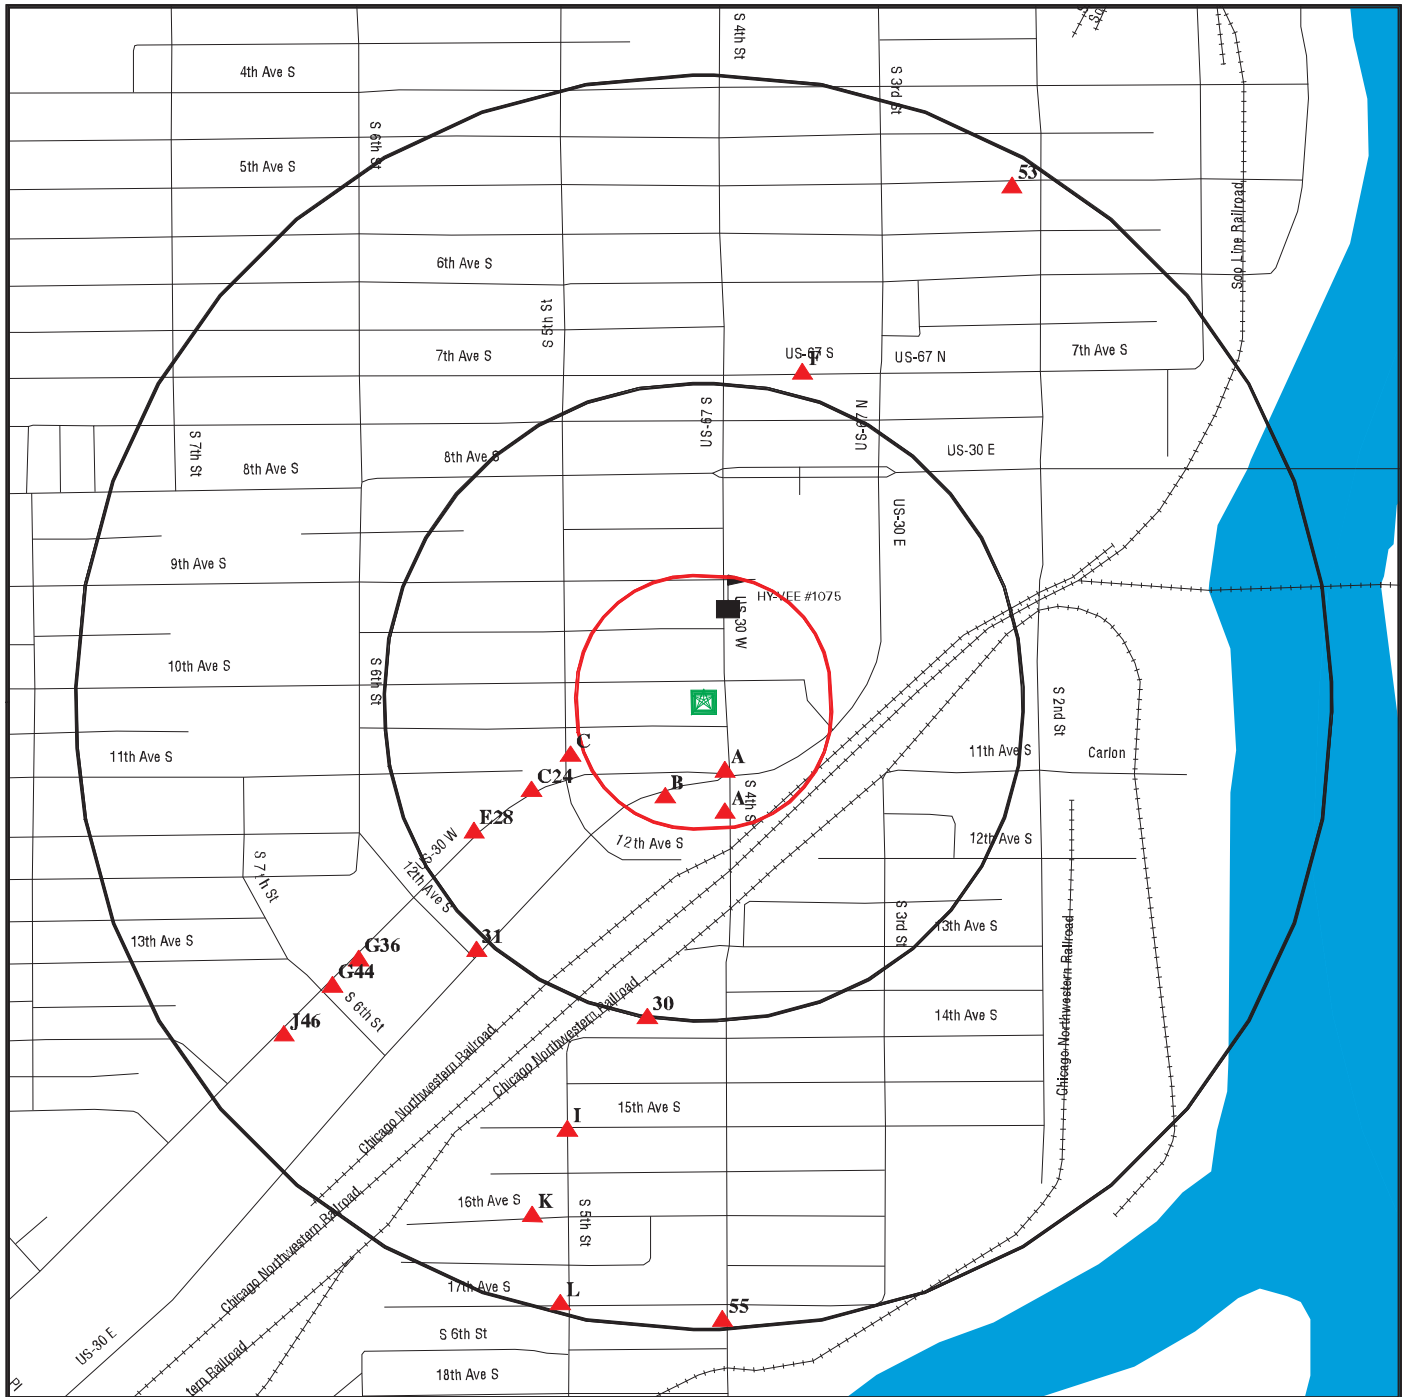 S 4th St
4th Ave S
S 3rd St
S 6th St
5th Ave S
53
Soo Line Railroad
6th Ave S
S 5th St
7th Ave S
US-67 S
F
US-67 N
7th Ave S
US-67 S
US-67 N
S 7th St
8th Ave S
8th Ave S
US-30 E
US-30 E
9th Ave S
HY-VEE #1075
US-30 W
10th Ave S
S 6th St
S 2nd St
11th Ave S
C
A
11th Ave S
Carlon
C24
B
S 4th St
A
E28
US-30 W
12th Ave S
12th Ave S
12th Ave S
S 7th St
13th Ave S
G36
31
S 3rd St
13th Ave S
G44
S 6th St
30
14th Ave S
J46
Chicago Northwestern Railroad
Chicago Northwestern Railroad
Chicago Northwestern Railroad
I
15th Ave S
16th Ave S
K
S 5th St
Chicago Northwestern Railroad
17th Ave S
L
55
US-30 E
S 6th St
tern Railroad
18th Ave S
Pl